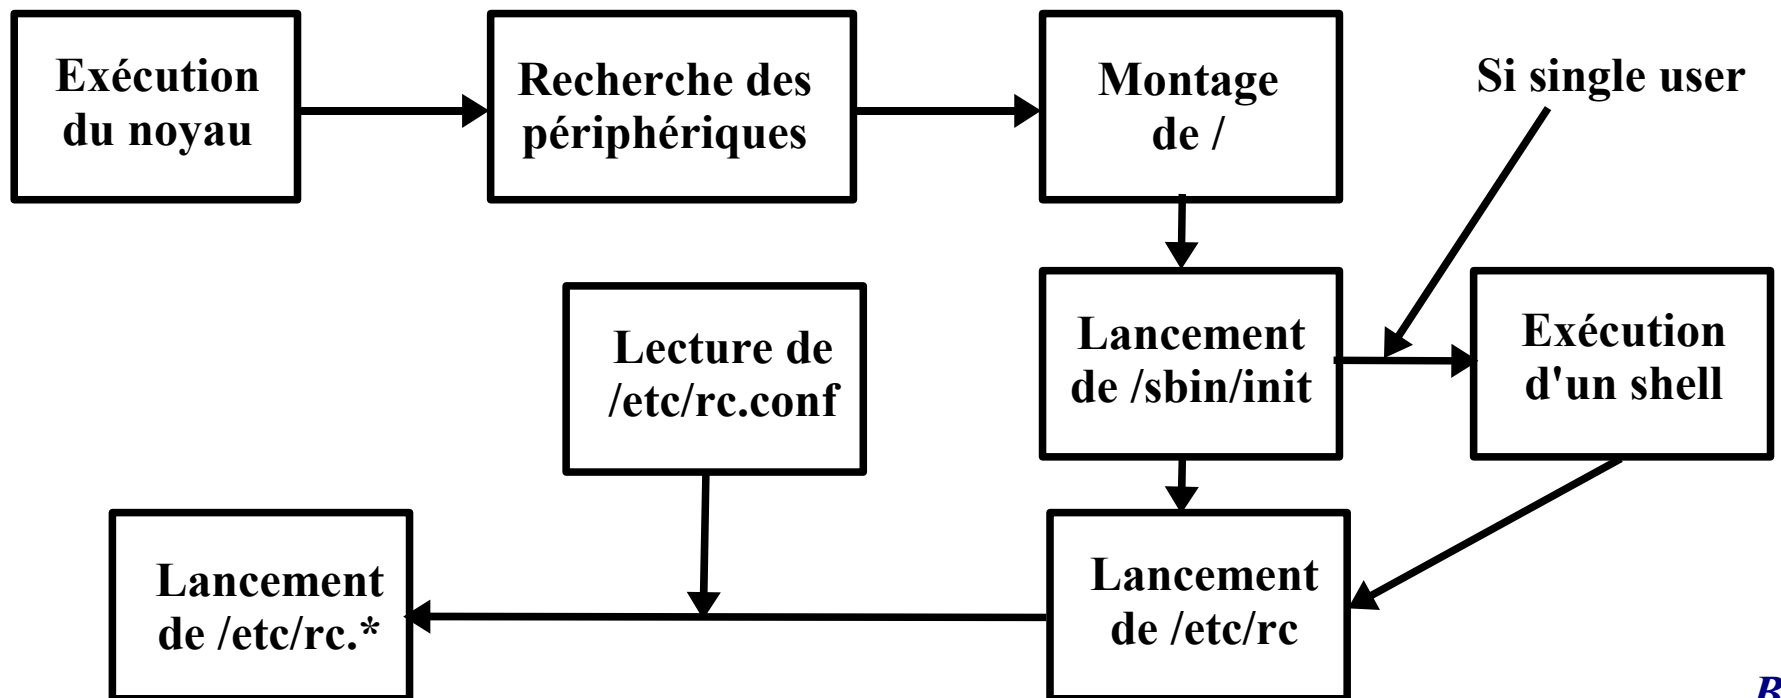 Exécution
du noyau
Recherche des
périphériques
Montage
de /
Si single user
Lecture de
/etc/rc.conf
Lancement
de /sbin/init
Exécution
d'un shell
Lancement
de /etc/rc.*
Lancement
de /etc/rc
B